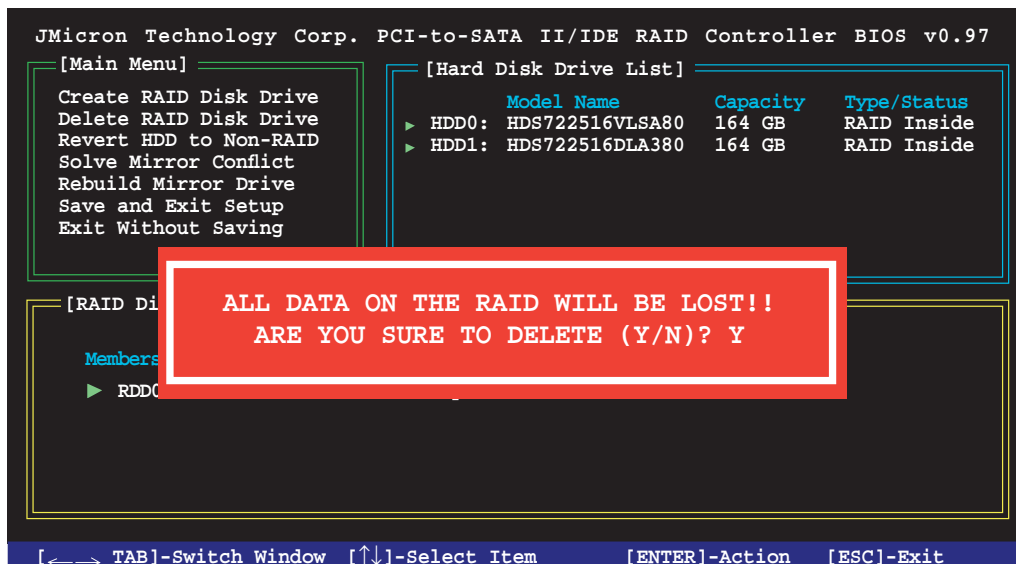 JMicron Technology Corp. PCI-to-SATA II/IDE RAID Controller BIOS v0.97
[Main Menu]
Create RAID Disk Drive
Delete RAID Disk Drive
Revert HDD to Non-RAID
Solve Mirror Conflict
Rebuild Mirror Drive
Save and Exit Setup
Exit Without Saving
[Hard Disk Drive List]
Model Name Capacity Type/Status
HDD0: HDS722516VLSA80 164 GB RAID Inside
HDD1: HDS722516DLA380 164 GB RAID Inside
[RAID Di
Members
RDD0
ALL DATA ON THE RAID WILL BE LOST!!
ARE YOU SURE TO DELETE (Y/N)? Y
[←→ TAB]-Switch Window [↑↓]-Select Item [ENTER]-Action [ESC]-Exit